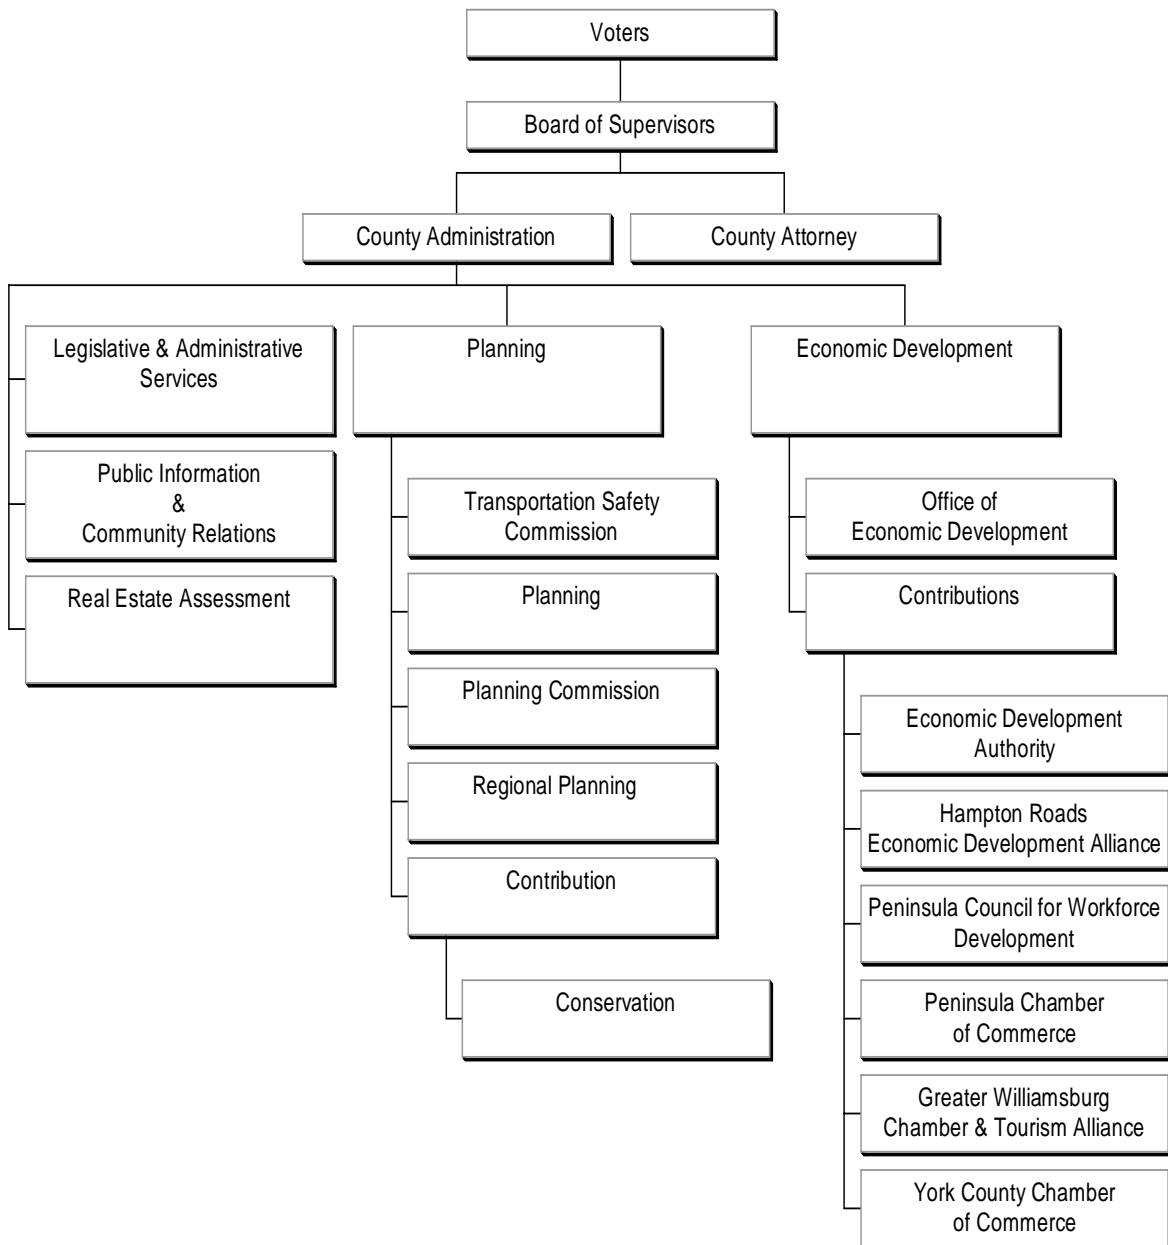 Voters
Board of Supervisors
County Administration
County Attorney
Legislative & Administrative
Services
Public Information
&
Community Relations
Real Estate Assessment
Planning
Transportation Safety
Commission
Planning
Planning Commission
Regional Planning
Contribution
Conservation
Economic Development
Office of
Economic Development
Contributions
Economic Development
Authority
Hampton Roads
Economic Development Alliance
Peninsula Council for Workforce
Development
Peninsula Chamber
of Commerce
Greater Williamsburg
Chamber & Tourism Alliance
York County Chamber
of Commerce